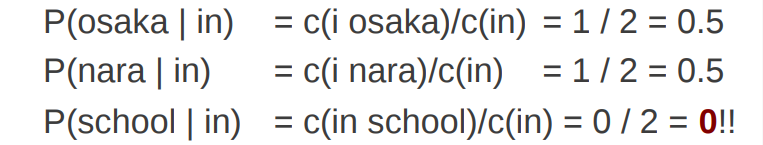 P(osaka | in) = c(i osaka)/c(in) = 1 / 2 = 0.5
P(nara | in) = c(i nara)/c(in) = 1 / 2 = 0.5
P(school | in) = c(in school)/c(in) = 0 / 2 = 0!!